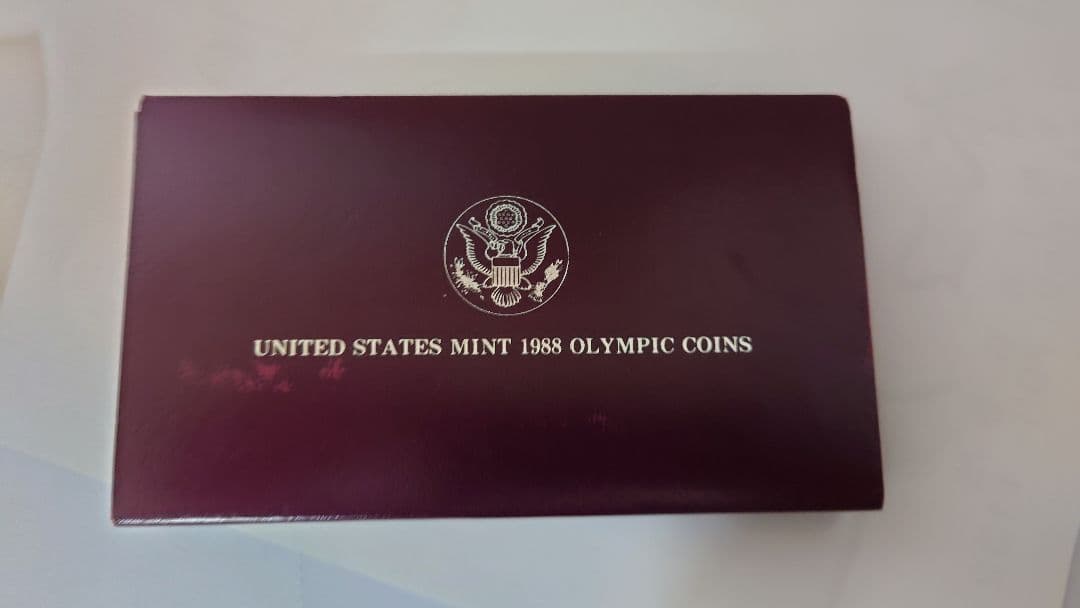 UNITED STATES MINT 1988 OLYMPIC COINS